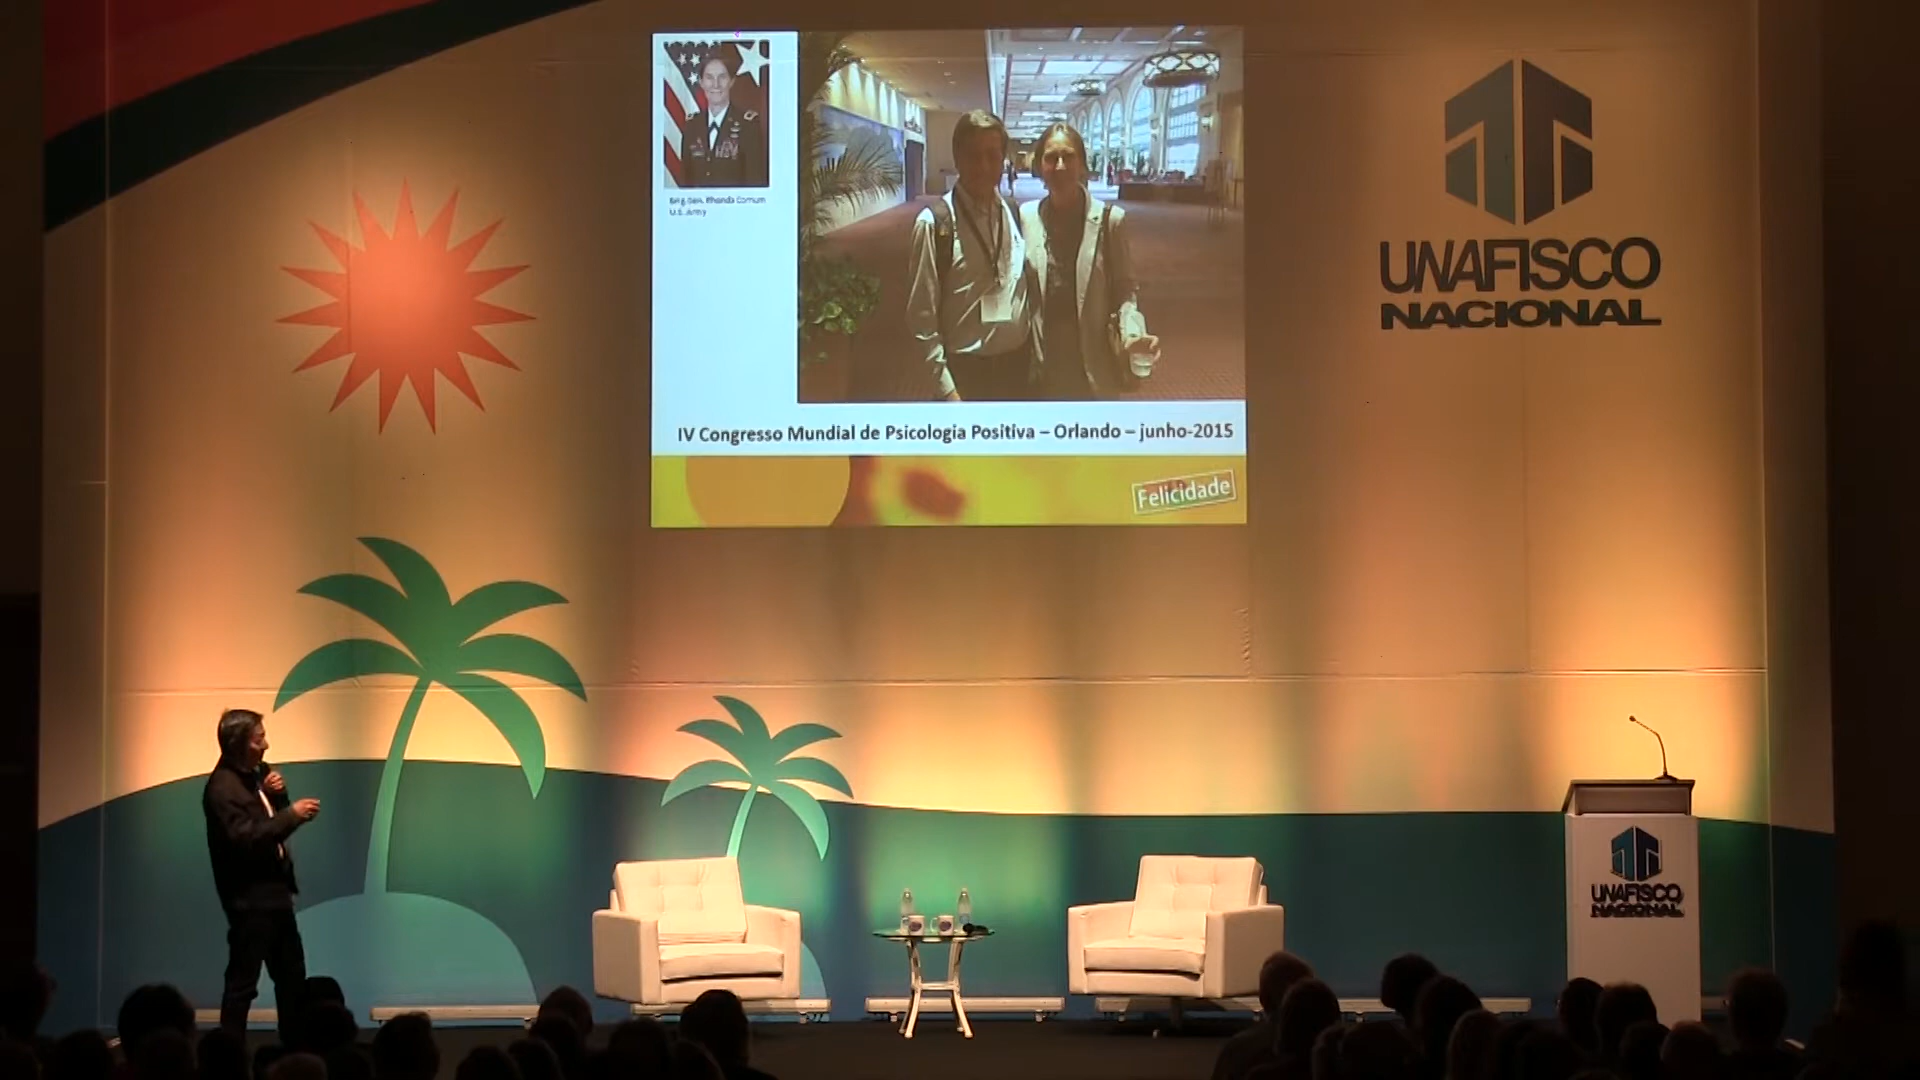 Brig.Gen. Rhonda Cornum
U.S. Army
IV Congresso Mundial de Psicologia Positiva – Orlando – junho-2015
Felicidade
UNAFISCO
NACIONAL
UNAFISCO
NACIONAL